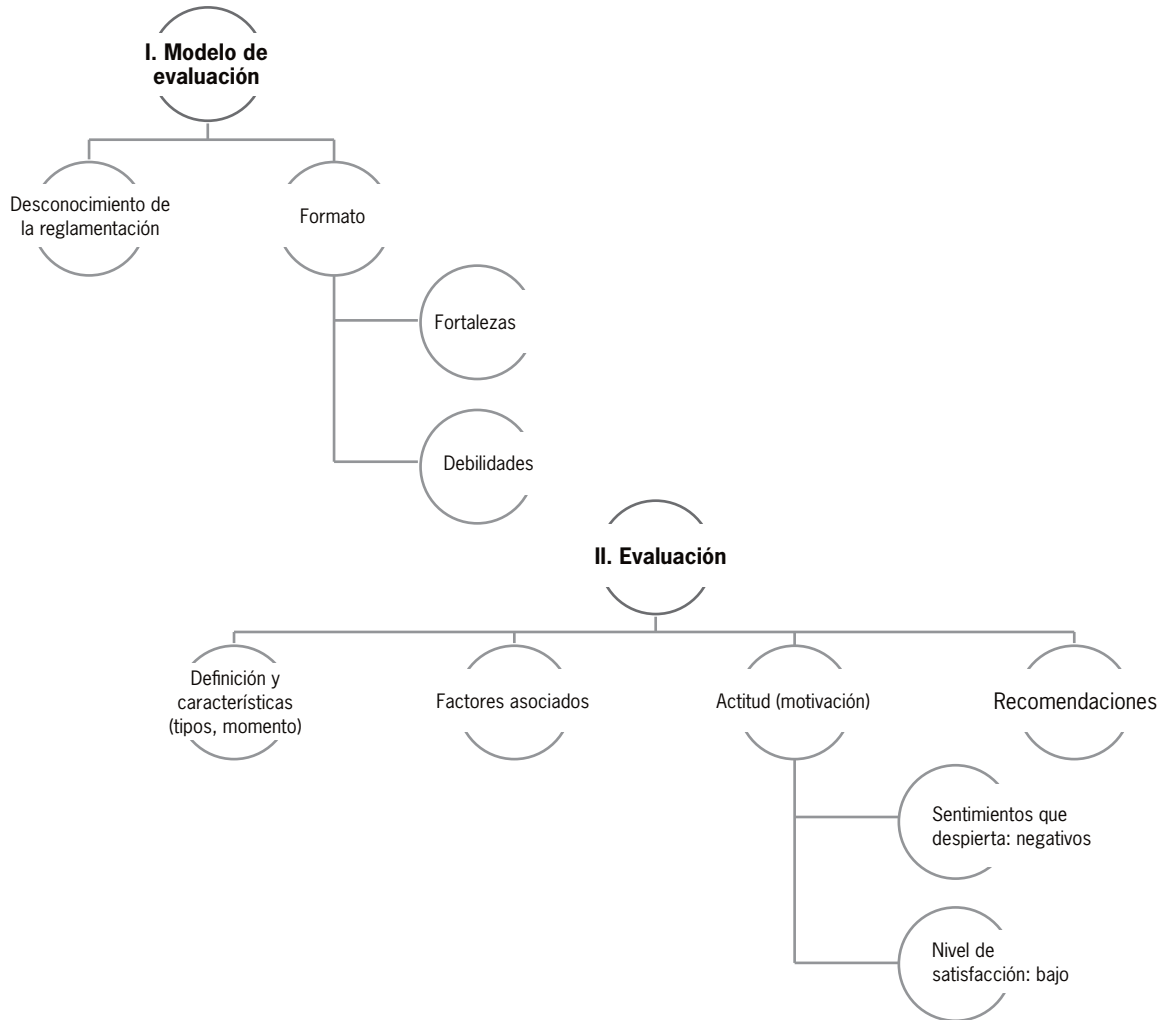 I. Modelo de
evaluación
Desconocimiento de
la reglamentación
Formato
Fortalezas
Debilidades
II. Evaluación
Definición y
características
(tipos, momento)
Factores asociados
Actitud (motivación)
Recomendaciones
Sentimientos que
despierta: negativos
Nivel de
satisfacción: bajo